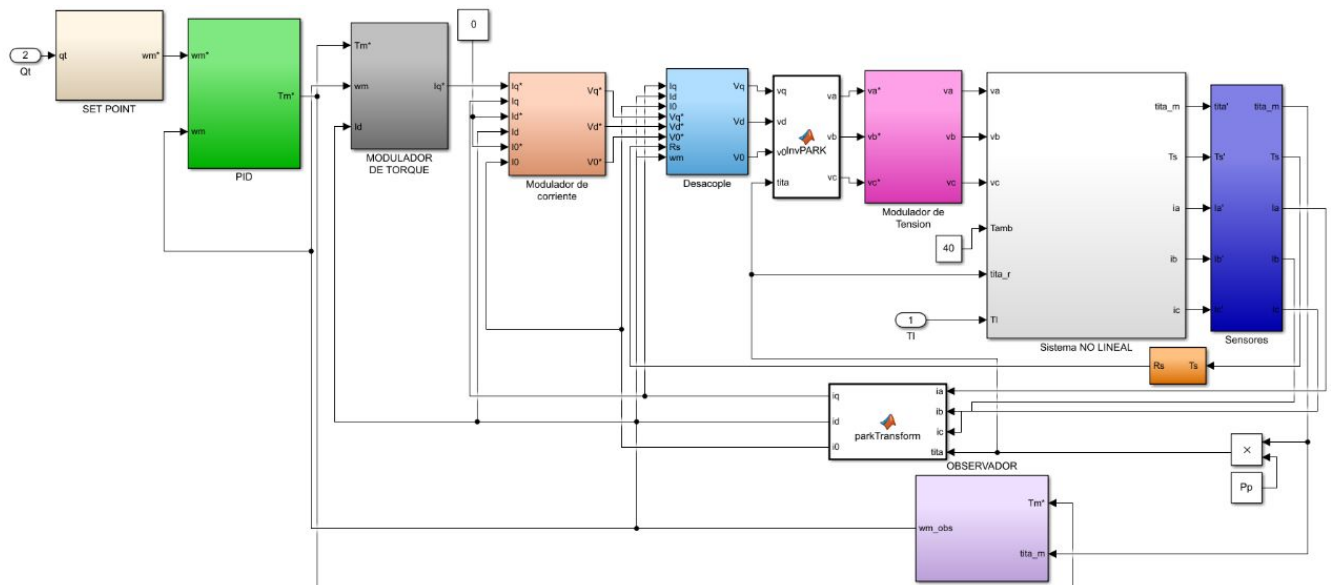 2
Qt
qt
wm*
SET POINT
wm*
Tm*
wm
PID
Tm*
wm
Iq*
Id
MODULADOR
DE TORQUE
0
Iq*
Iq
Id*
Id
I0*
I0
Vq*
Vd*
V0*
Modulador de
corriente
Iq
Id
I0
Vq*
Vd*
V0*
Rs
wm
Vq
Vd
V0
Desacople
vq
vd
v0
tita
InvPARK
va
vb
vc
va*
vb*
vc*
va
vb
vc
Modulador de
Tension
40
1
Tl
va
vb
vc
Tamb
tita_r
Tl
tita_m
Ts
ia
ib
ic
Sistema NO LINEAL
tita'
Ts'
Ia'
Ib'
tita_m
Ts
Ia
Ib
Sensores
Rs
Ts
iq
id
i0
parkTransform
ia
ib
ic
tita
×
Pp
OBSERVADOR
wm_obs
Tm*
tita_m